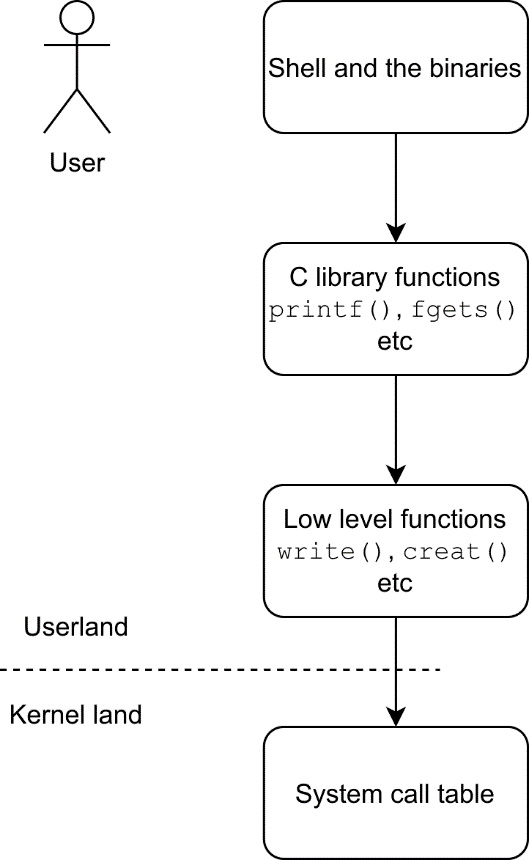 Shell and the binaries
User
C library functions
printf(), fgets()
etc
Low level functions
write(), creat()
etc
Userland
Kernel land
System call table